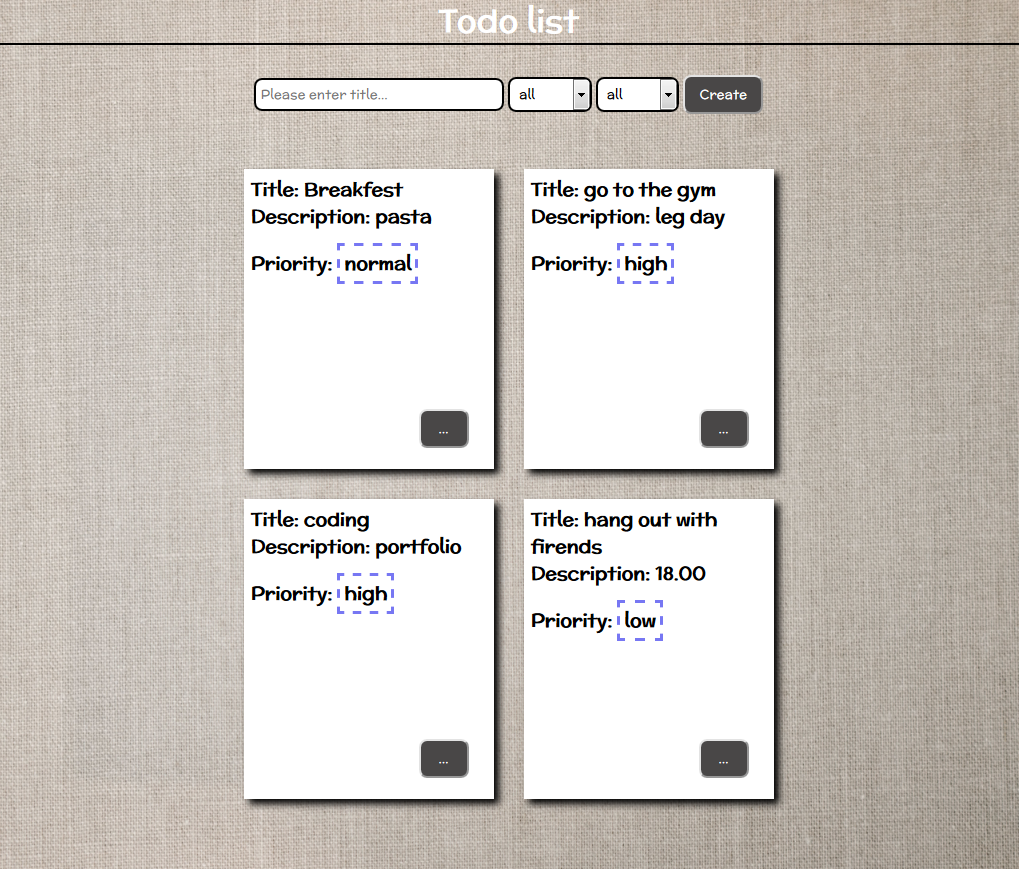 Todo list
Please enter title...
all
all
Create
Title: Breakfest
Description: pasta
Priority: normal
...
Title: go to the gym
Description: leg day
Priority: high
...
Title: coding
Description: portfolio
Priority: high
...
Title: hang out with
firends
Description: 18.00
Priority: low
...